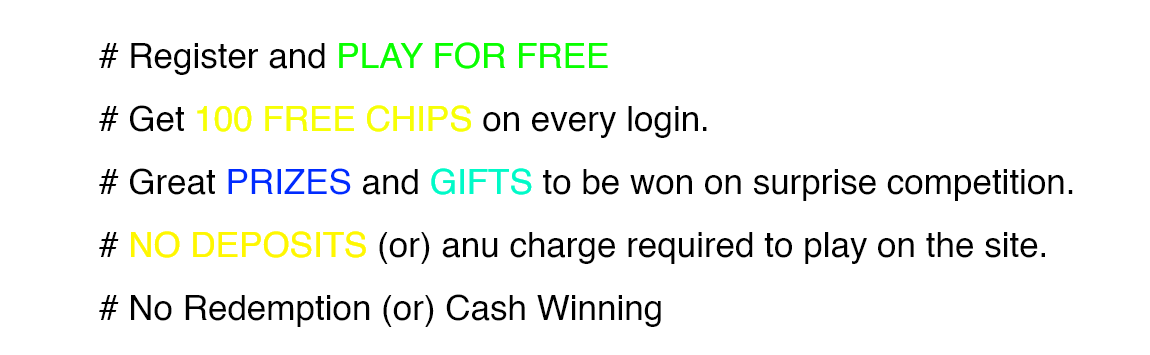 # Register and PLAY FOR FREE
# Get 100 FREE CHIPS on every login.
# Great PRIZES and GIFTS to be won on surprise competition.
# NO DEPOSITS (or) anu charge required to play on the site.
# No Redemption (or) Cash Winning